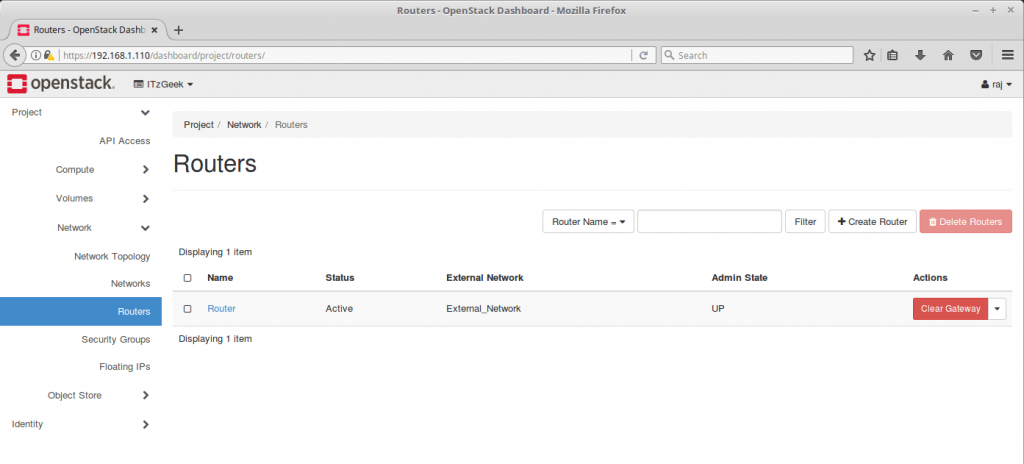 Routers - OpenStack Dashboard - Mozilla Firefox
Routers - OpenStack Dashb
https://192.168.1.110/dashboard/project/routers/
Search
openstack.
ITzGeek
raj
Project
API Access
Compute
Volumes
Network
Network Topology
Networks
Routers
Security Groups
Floating IPs
Object Store
Identity
Project / Network / Routers
Routers
Router Name =
Filter
Create Router
Delete Routers
Displaying 1 item
Name Status External Network Admin State Actions
Router Active External_Network UP Clear Gateway
Displaying 1 item